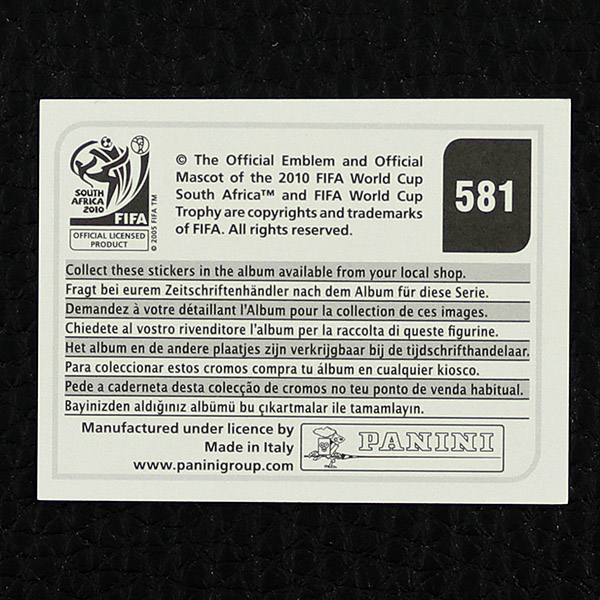 SOUTH
AFRICA
2010
FIFA
OFFICIAL LICENSED
PRODUCT
© 2005 FIFA TM
© The Official Emblem and Official
Mascot of the 2010 FIFA World Cup
South Africa™ and FIFA World Cup
Trophy are copyrights and trademarks
of FIFA. All rights reserved.
581
Collect these stickers in the album available from your local shop.
Fragt bei eurem Zeitschriftenhändler nach dem Album für diese Serie.
Demandez à votre détaillant l'Album pour la collection de ces images.
Chiedete al vostro rivenditore l'album per la raccolta di queste figurine.
Het album en de andere plaatjes zijn verkrijgbaar bij de tijdschrifthandelaar.
Para coleccionar estos cromos compra tu álbum en cualquier kiosco.
Pede a caderneta desta colecção de cromos no teu ponto de venda habitual.
Bayinizden aldığınız albümü bu çıkartmalar ile tamamlayın.
Manufactured under licence by
Made in Italy
www.paninigroup.com
PANINI